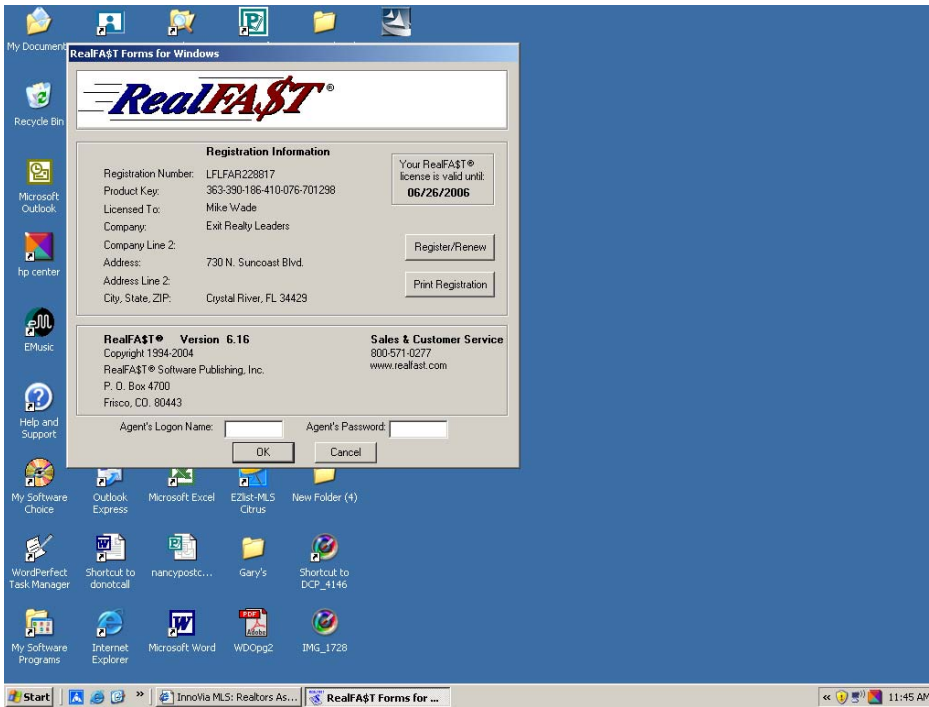 My Document
RealFA$T Forms for Windows
RealFA$T®
Recycle Bin
Registration Information
Registration Number: LFLFAR228817
Product Key: 363-390-186-410-076-701298
Licensed To: Mike Wade
Company: Exit Realty Leaders
Company Line 2:
Address: 730 N. Suncoast Blvd.
Address Line 2:
City, State, ZIP: Crystal River, FL 34429
Your RealFA$T®
license is valid until:
06/26/2006
Register/Renew
Print Registration
Microsoft
Outlook
hp center
EMusic
Help and
Support
RealFA$T® Version 6.16
Copyright 1994-2004
RealFA$T® Software Publishing, Inc.
P. O. Box 4700
Frisco, CO. 80443
Sales & Customer Service
800-571-0277
www.realfast.com
Agent's Logon Name:
Agent's Password:
OK
Cancel
My Software
Choice
Outlook
Express
Microsoft Excel
EZlist-MLS
Citrus
New Folder (4)
WordPerfect
Task Manager
Shortcut to
donotcall
nancypostc...
Gary's
Shortcut to
DCP_4146
My Software
Programs
Internet
Explorer
Microsoft Word
PDF
Adobe
WDOpg2
IMG_1728
Start
»
InnoVia MLS: Realtors As...
RealFA$T Forms for ...
«
11:45 AM